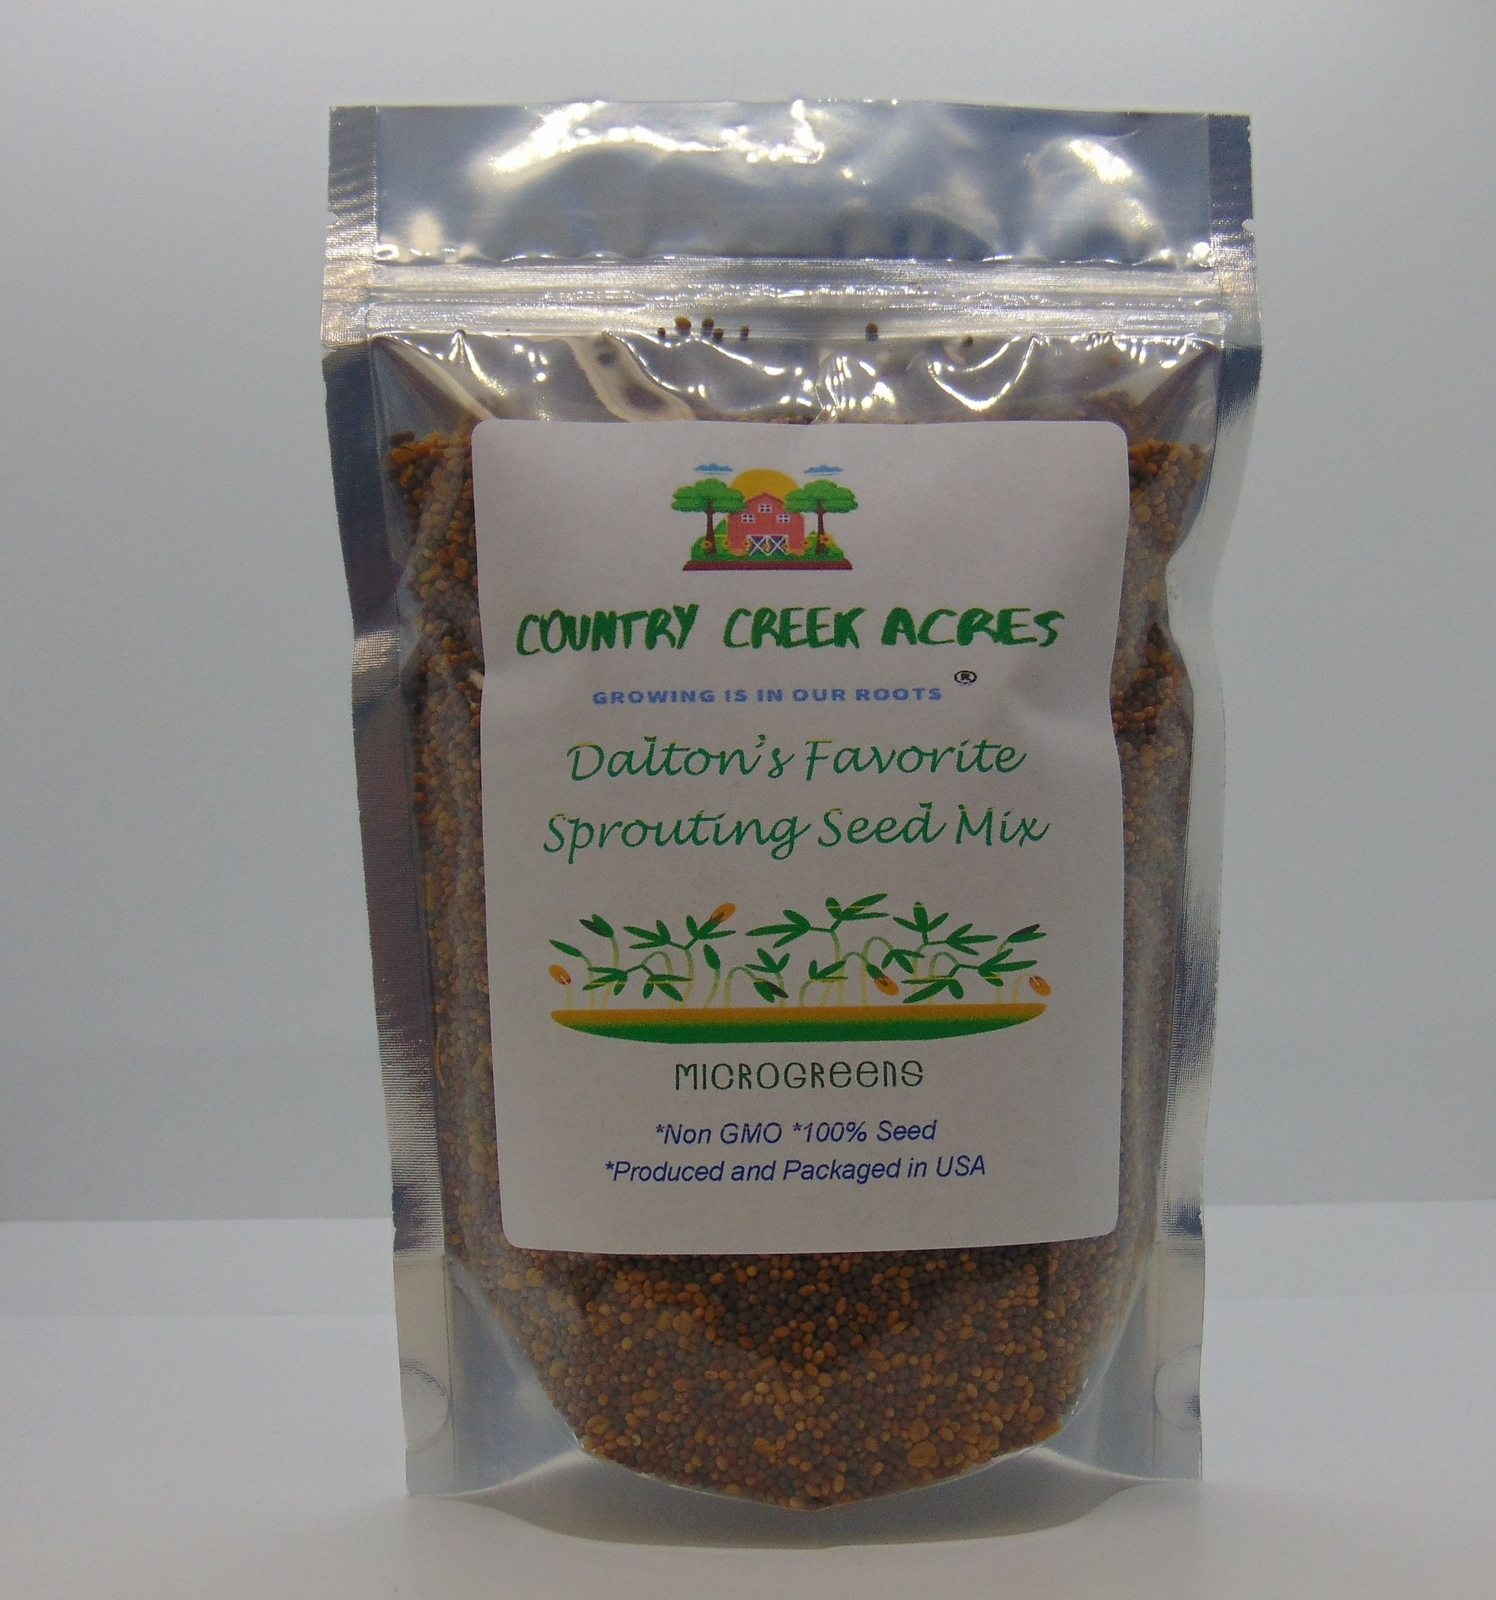 COUNTRY CREEK ACRES
GROWING IS IN OUR ROOTS ®
Dalton's Favorite
Sprouting Seed Mix
MICROGREENS
*Non GMO *100% Seed
*Produced and Packaged in USA